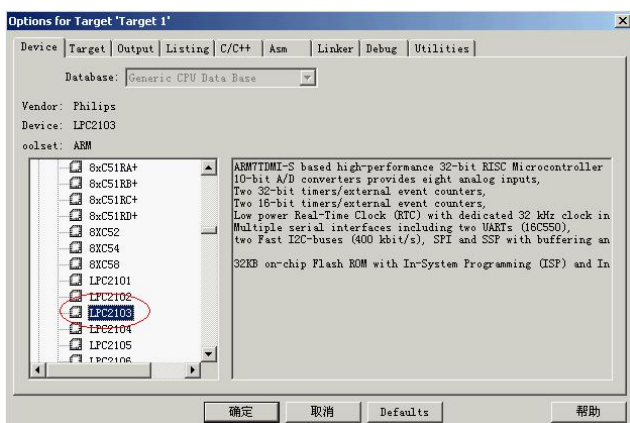 Options for Target 'Target 1'
Device Target Output Listing C/C++ Asm Linker Debug Utilities
Database: Generic CPU Data Base
Vendor: Philips
Device: LPC2103
oolset: ARM
8xC51RA+
8xC51RB+
8xC51RC+
8xC51RD+
8XC52
8XC54
8XC58
LPC2101
LPC2102
LPC2103
LPC2104
LPC2105
LPC2106
ARM7TDMI-S based high-performance 32-bit RISC Microcontroller
10-bit A/D converters provides eight analog inputs,
Two 32-bit timers/external event counters,
Two 16-bit timers/external event counters,
Low power Real-Time Clock (RTC) with dedicated 32 kHz clock in
Multiple serial interfaces including two UARTs (16C550),
two Fast I2C-buses (400 kbit/s), SPI and SSP with buffering an
32KB on-chip Flash ROM with In-System Programming (ISP) and In
确定 取消 Defaults 帮助